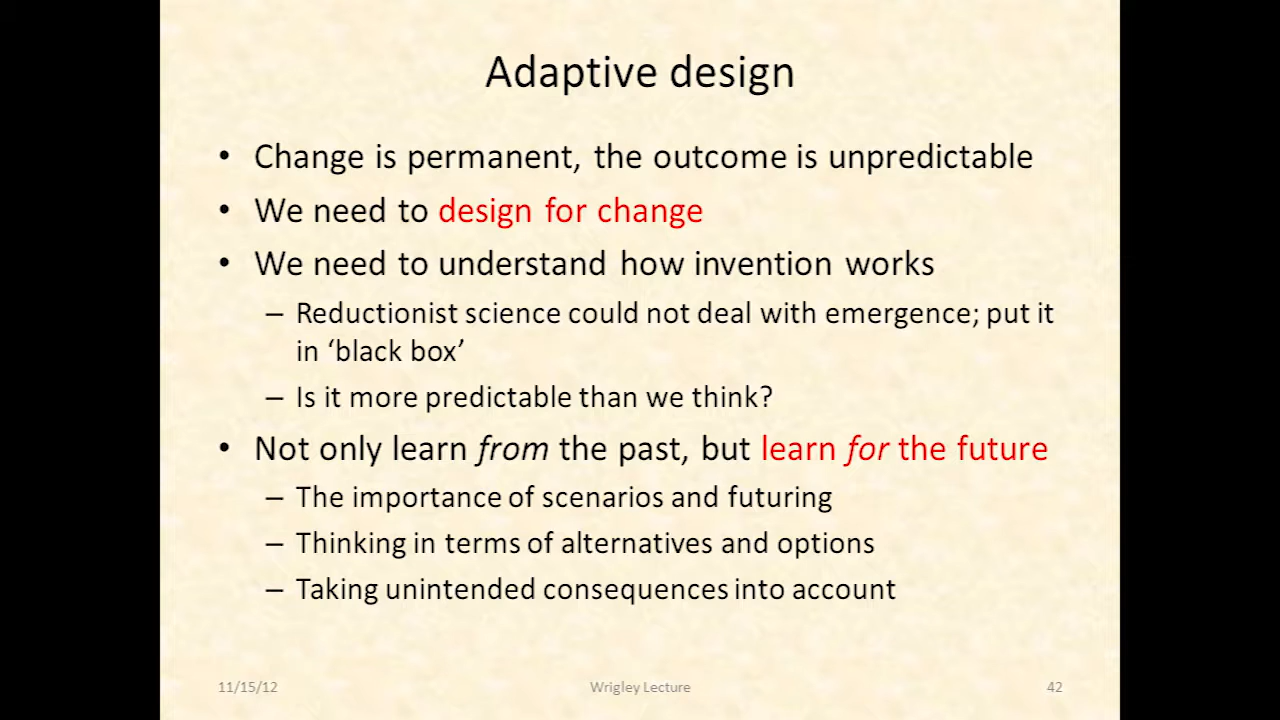 Adaptive design
• Change is permanent, the outcome is unpredictable
• We need to design for change
• We need to understand how invention works
– Reductionist science could not deal with emergence; put it
in ‘black box’
– Is it more predictable than we think?
• Not only learn from the past, but learn for the future
– The importance of scenarios and futuring
– Thinking in terms of alternatives and options
– Taking unintended consequences into account
11/15/12
Wrigley Lecture
42